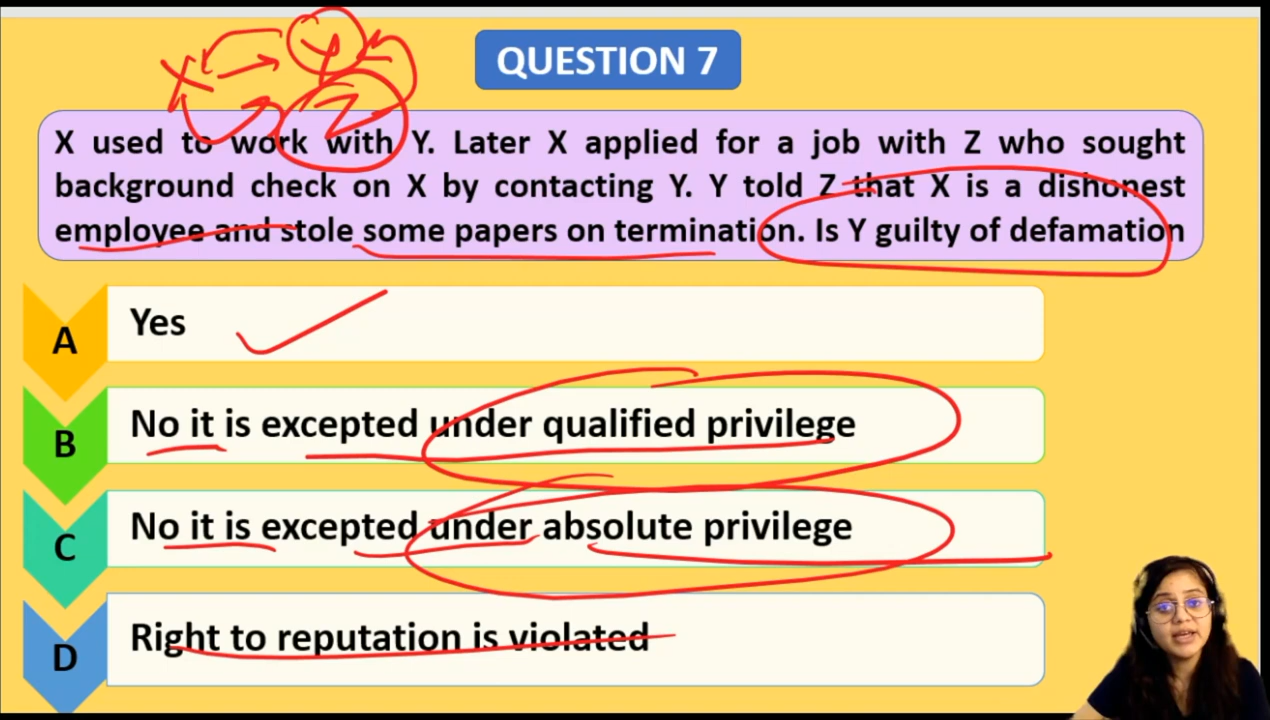 X Y
Z
QUESTION 7
X used to work with Y. Later X applied for a job with Z who sought
background check on X by contacting Y. Y told Z that X is a dishonest
employee and stole some papers on termination. Is Y guilty of defamation
A Yes
B No it is excepted under qualified privilege
C No it is excepted under absolute privilege
D Right to reputation is violated